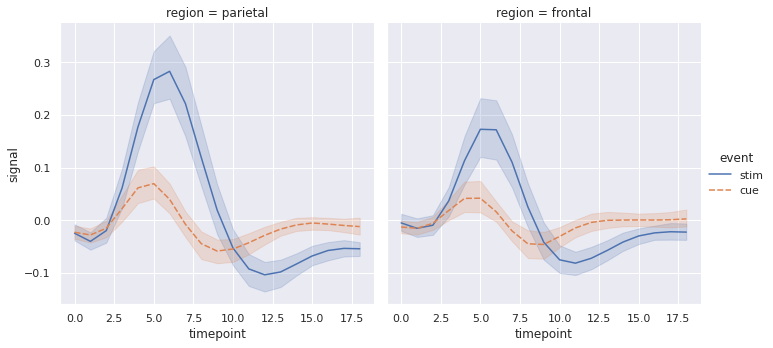 region = parietal
region = frontal
signal
0.3
0.2
0.1
0.0
−0.1
0.0 2.5 5.0 7.5 10.0 12.5 15.0 17.5
timepoint
0.0 2.5 5.0 7.5 10.0 12.5 15.0 17.5
timepoint
event
stim
cue